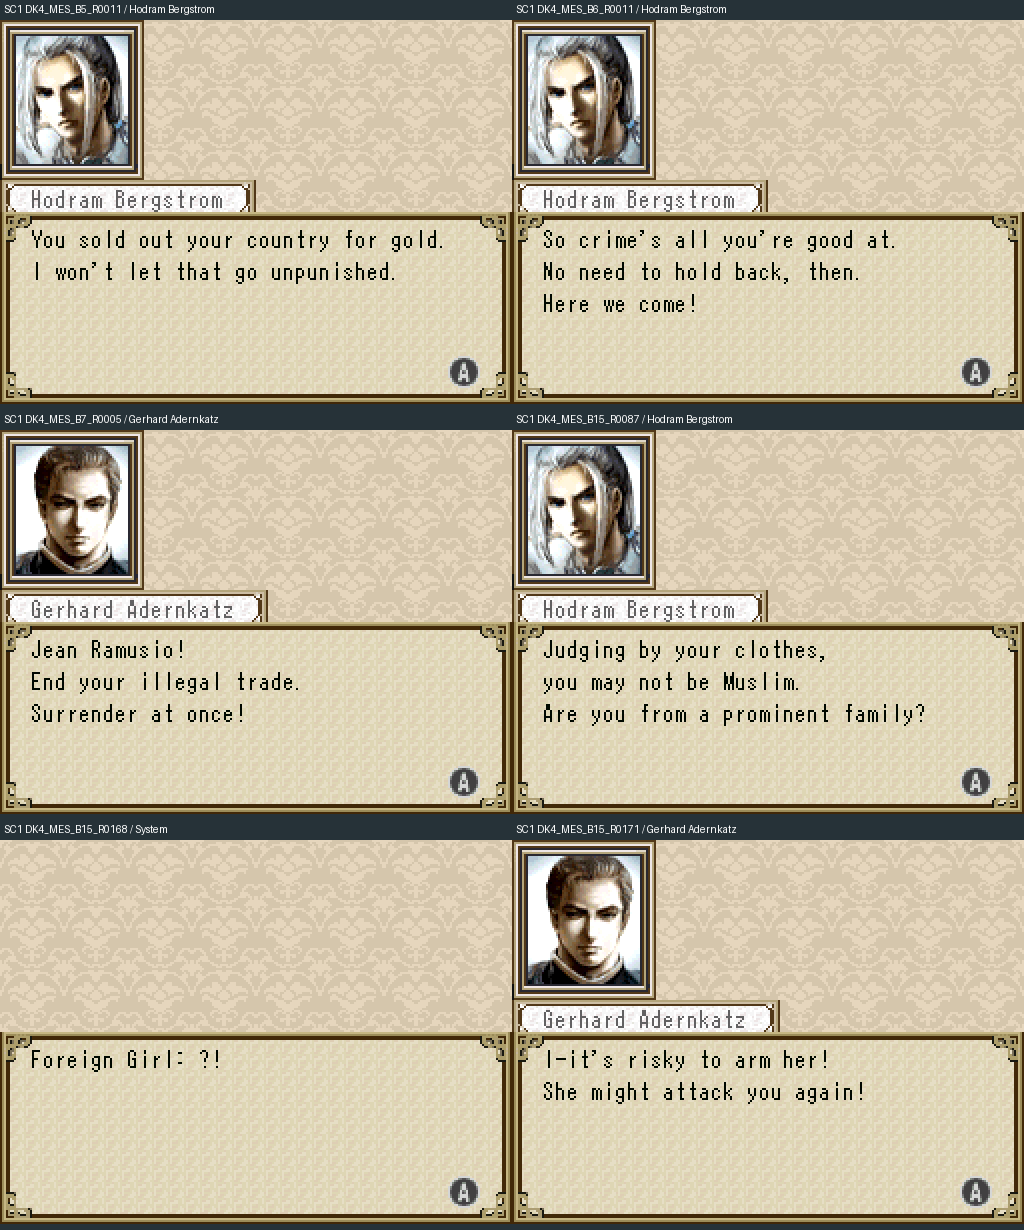 SC1 DK4_MES_B5_R0011 / Hodram Bergstrom
Hodram Bergstrom
You sold out your country for gold.
I won't let that go unpunished.
A
SC1 DK4_MES_B6_R0011 / Hodram Bergstrom
Hodram Bergstrom
So crime's all you're good at.
No need to hold back, then.
Here we come!
A
SC1 DK4_MES_B7_R0005 / Gerhard Adernkatz
Gerhard Adernkatz
Jean Ramusio!
End your illegal trade.
Surrender at once!
A
SC1 DK4_MES_B15_R0087 / Hodram Bergstrom
Hodram Bergstrom
Judging by your clothes,
you may not be Muslim.
Are you from a prominent family?
A
SC1 DK4_MES_B15_R0168 / System
Foreign Girl: ?!
A
SC1 DK4_MES_B15_R0171 / Gerhard Adernkatz
Gerhard Adernkatz
I-it's risky to arm her!
She might attack you again!
A